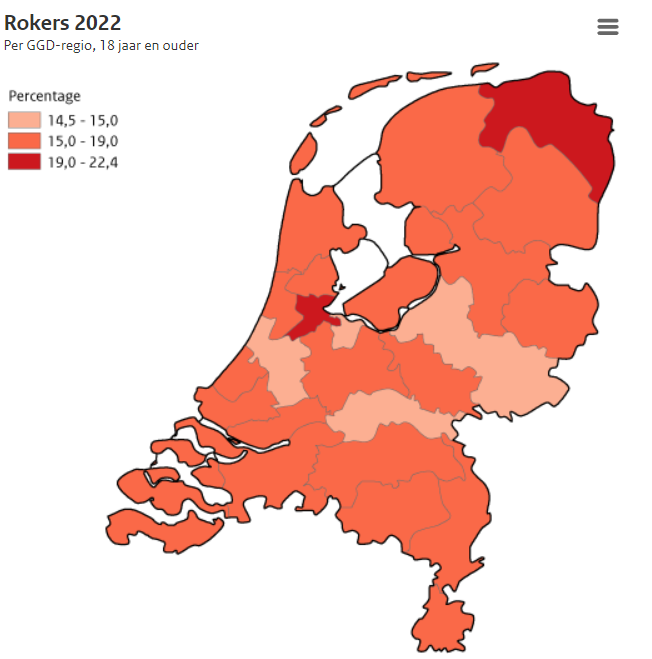 Rokers 2022
Per GGD-regio, 18 jaar en ouder
Percentage
14,5 - 15,0
15,0 - 19,0
19,0 - 22,4